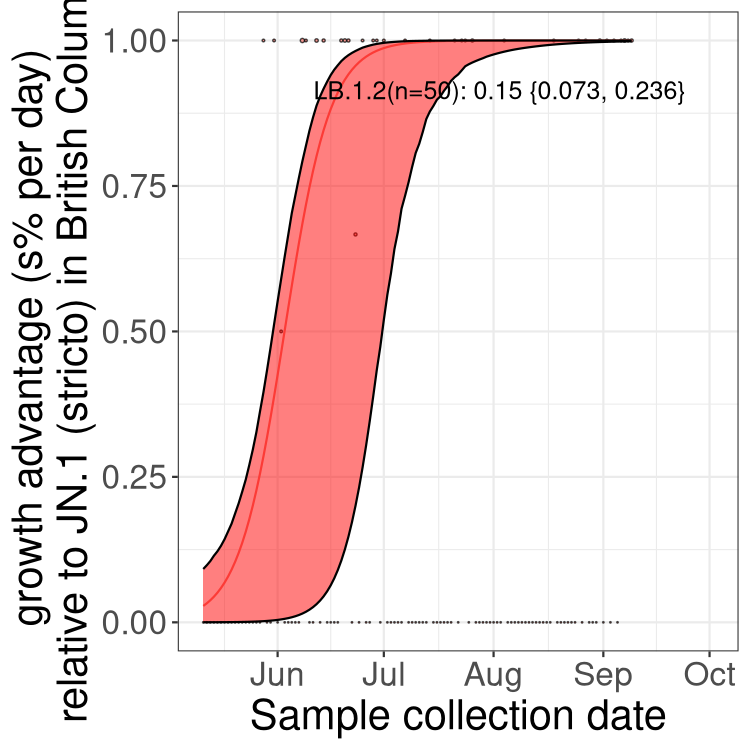 growth advantage (s% per day)
relative to JN.1 (stricto) in British Colum
1.00
0.75
0.50
0.25
0.00
LB.1.2(n=50): 0.15 {0.073, 0.236}
Jun Jul Aug Sep Oct
Sample collection date